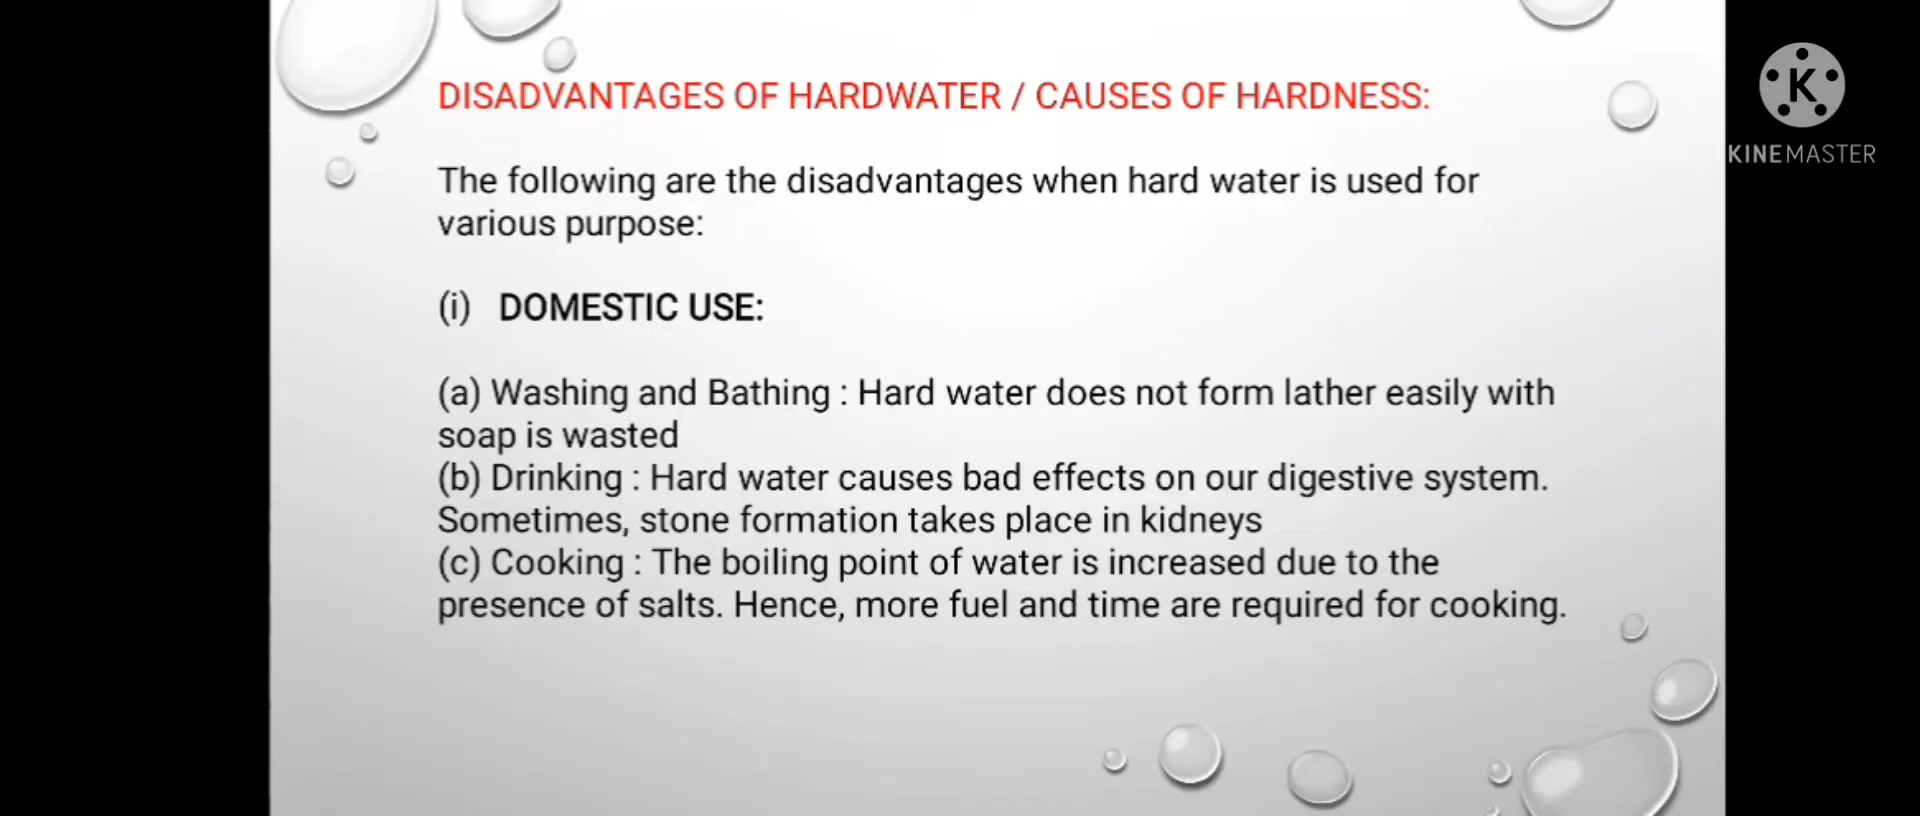 DISADVANTAGES OF HARDWATER / CAUSES OF HARDNESS:
The following are the disadvantages when hard water is used for
various purpose:
(i) DOMESTIC USE:
(a) Washing and Bathing : Hard water does not form lather easily with
soap is wasted
(b) Drinking : Hard water causes bad effects on our digestive system.
Sometimes, stone formation takes place in kidneys
(c) Cooking : The boiling point of water is increased due to the
presence of salts. Hence, more fuel and time are required for cooking.
K
KINEMASTER